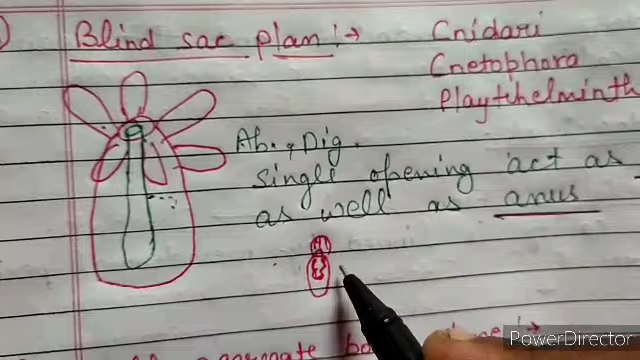 Blind sac plan:→
Cnidari
Cnetophora
Playthelminth
Ab. & Dig.
single opening act as
as well as anus
PowerDirector